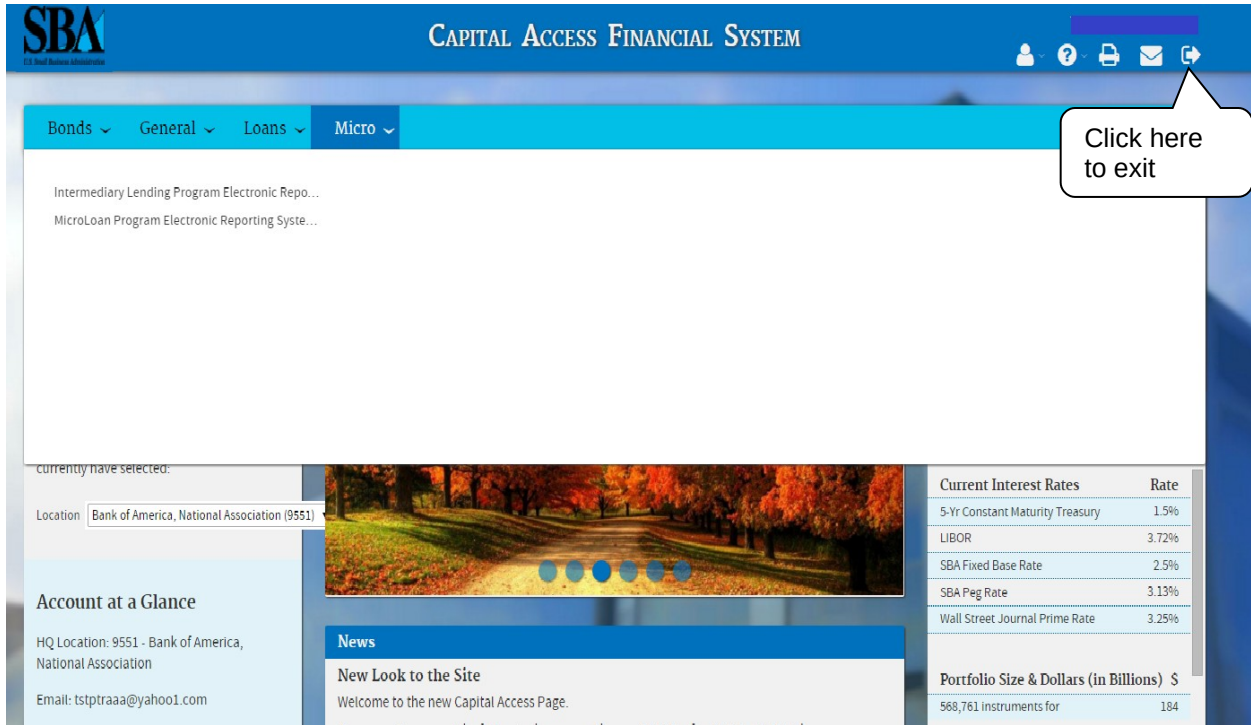 SBA
U.S. Small Business Administration
CAPITAL ACCESS FINANCIAL SYSTEM
Bonds
General
Loans
Micro
Click here
to exit
Intermediary Lending Program Electronic Repo...
MicroLoan Program Electronic Reporting Syste...
currently have selected:
Location Bank of America, National Association (9551)
Account at a Glance
HQ Location: 9551 - Bank of America,
National Association
Email: tstptraaa@yahoo1.com
News
New Look to the Site
Welcome to the new Capital Access Page.
Current Interest Rates Rate
5-Yr Constant Maturity Treasury 1.5%
LIBOR 3.72%
SBA Fixed Base Rate 2.5%
SBA Peg Rate 3.13%
Wall Street Journal Prime Rate 3.25%
Portfolio Size & Dollars (in Billions) $
568,761 instruments for 184